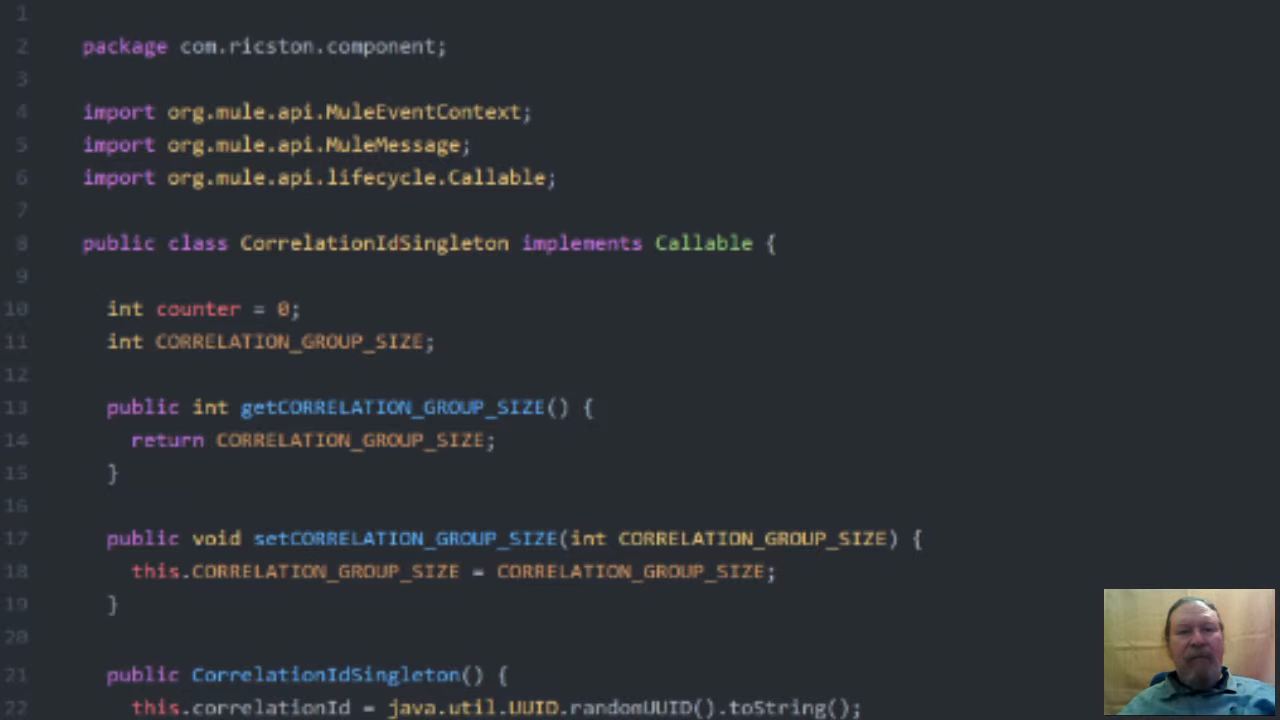 1
2 package com.ricston.component;
3
4 import org.mule.api.MuleEventContext;
5 import org.mule.api.MuleMessage;
6 import org.mule.api.lifecycle.Callable;
7
8 public class CorrelationIdSingleton implements Callable {
9
10 int counter = 0;
11 int CORRELATION_GROUP_SIZE;
12
13 public int getCORRELATION_GROUP_SIZE() {
14 return CORRELATION_GROUP_SIZE;
15 }
16
17 public void setCORRELATION_GROUP_SIZE(int CORRELATION_GROUP_SIZE) {
18 this.CORRELATION_GROUP_SIZE = CORRELATION_GROUP_SIZE;
19 }
20
21 public CorrelationIdSingleton() {
22 this.correlationId = java.util.UUID.randomUUID().toString();